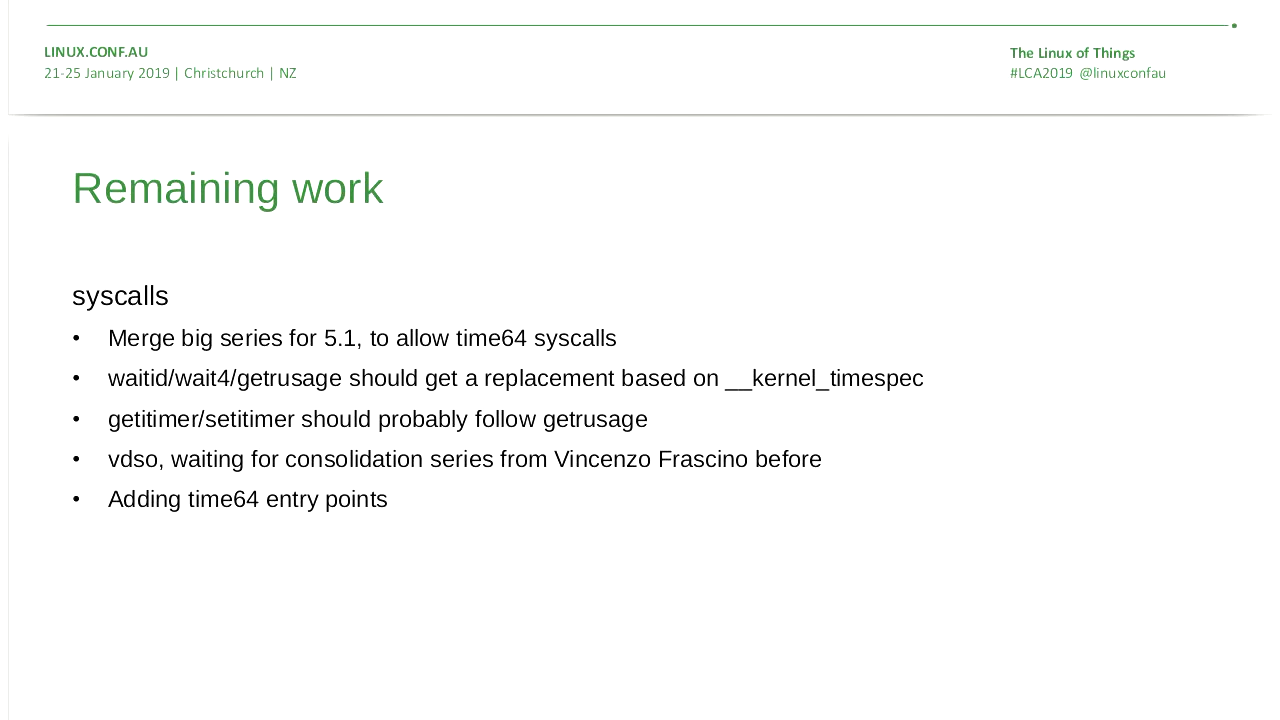 LINUX.CONF.AU
21-25 January 2019 | Christchurch | NZ
The Linux of Things
#LCA2019 @linuxconfau
Remaining work
syscalls
• Merge big series for 5.1, to allow time64 syscalls
• waitid/wait4/getrusage should get a replacement based on __kernel_timespec
• getitimer/setitimer should probably follow getrusage
• vdso, waiting for consolidation series from Vincenzo Frascino before
• Adding time64 entry points